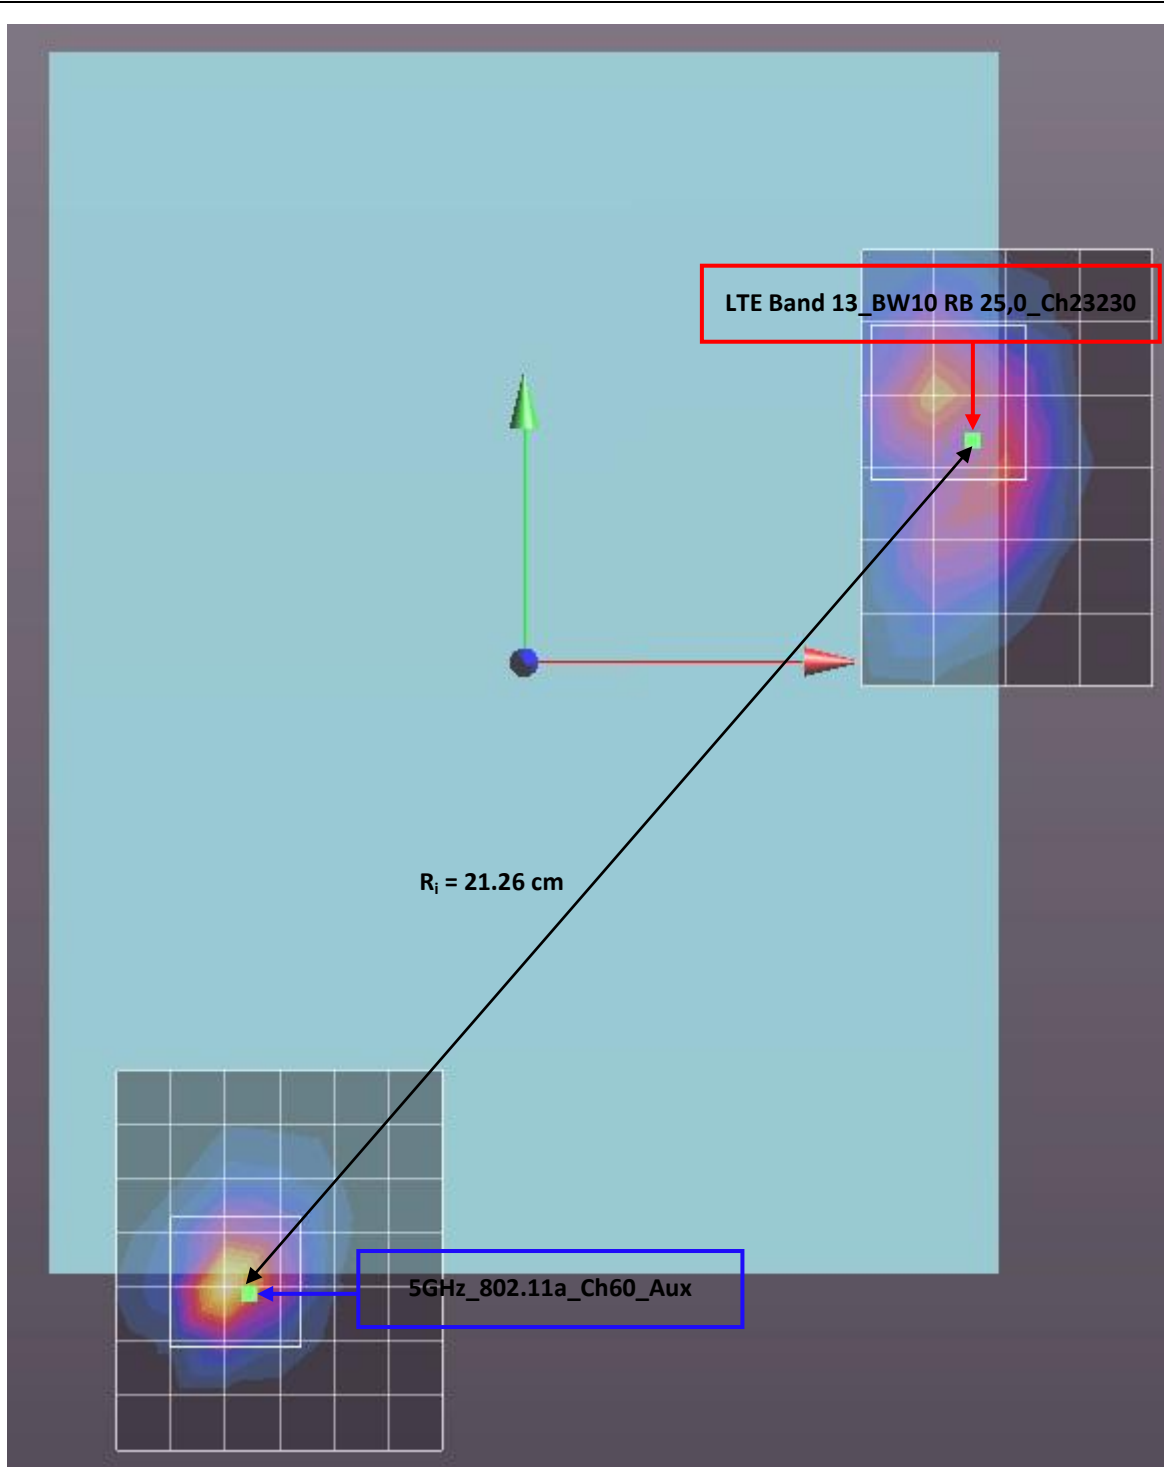 LTE Band 13_BW10 RB 25,0_Ch23230
Rᵢ = 21.26 cm
5GHz_802.11a_Ch60_Aux